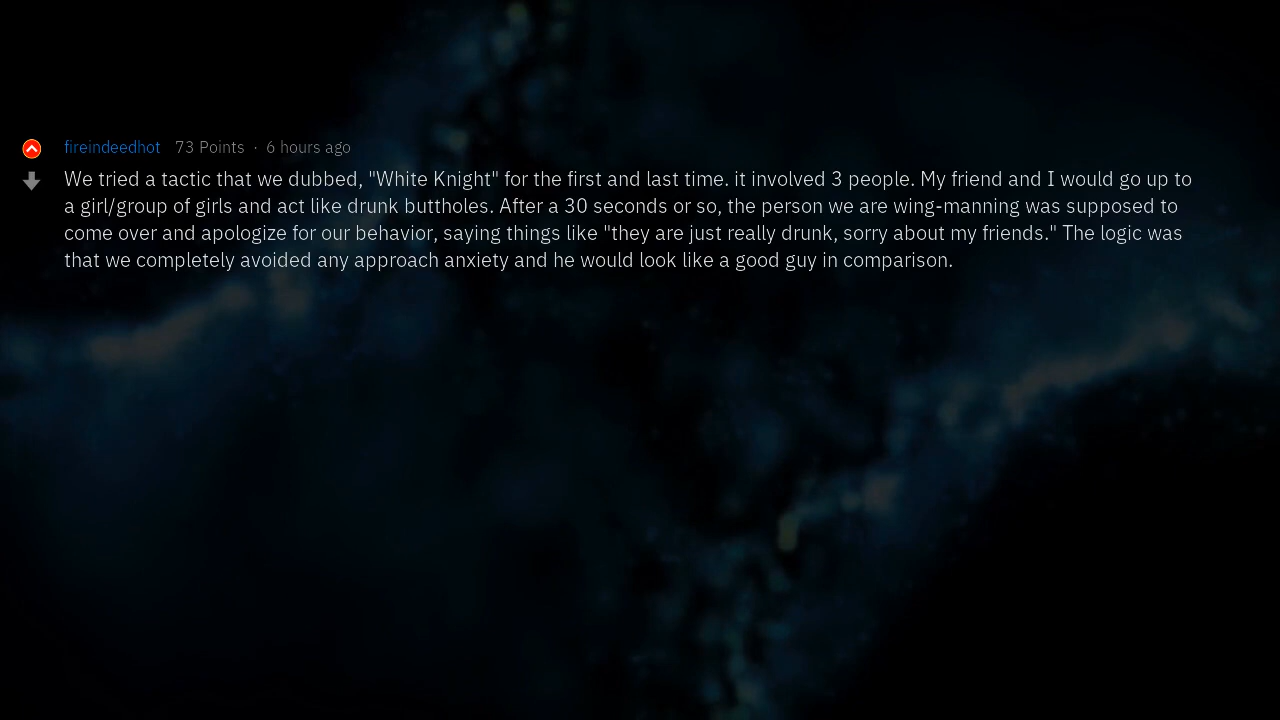 fireindeedhot 73 Points · 6 hours ago
We tried a tactic that we dubbed, "White Knight" for the first and last time. it involved 3 people. My friend and I would go up to
a girl/group of girls and act like drunk buttholes. After a 30 seconds or so, the person we are wing-manning was supposed to
come over and apologize for our behavior, saying things like "they are just really drunk, sorry about my friends." The logic was
that we completely avoided any approach anxiety and he would look like a good guy in comparison.